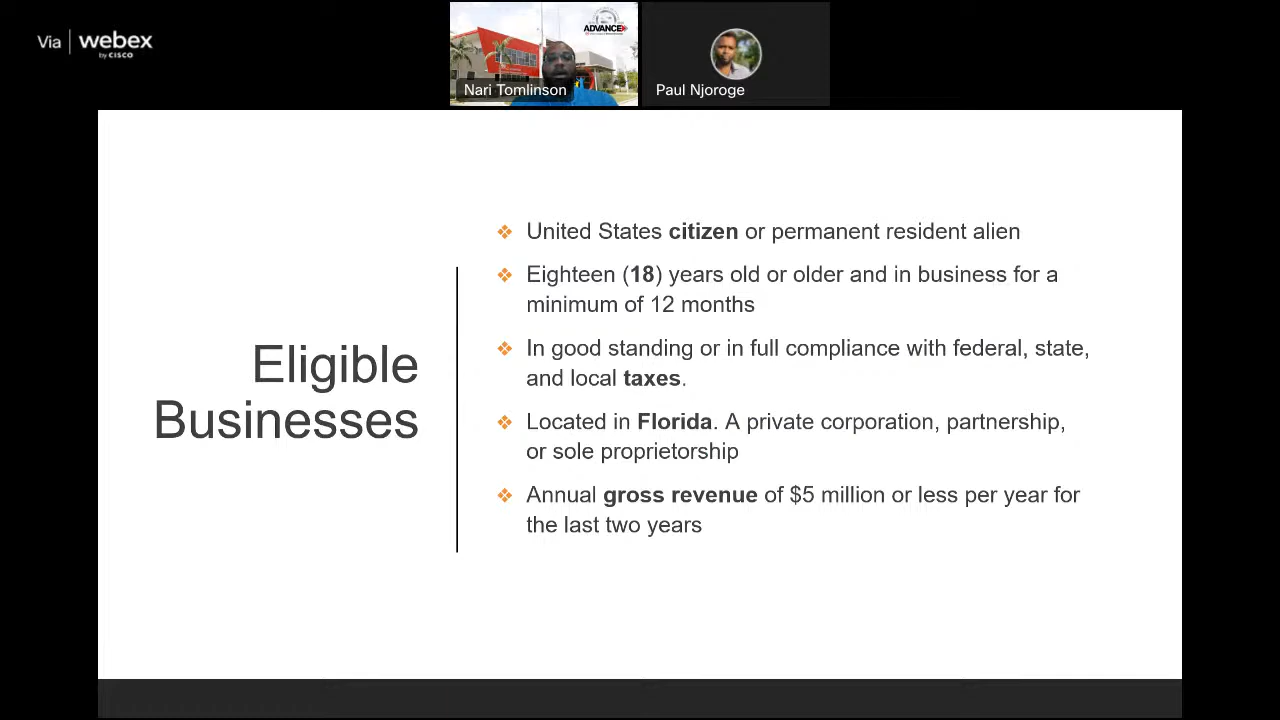 Via webex
by CISCO
ADVANCE
Nari Tomlinson
Paul Njoroge
Eligible
Businesses
❖ United States citizen or permanent resident alien
❖ Eighteen (18) years old or older and in business for a
minimum of 12 months
❖ In good standing or in full compliance with federal, state,
and local taxes.
❖ Located in Florida. A private corporation, partnership,
or sole proprietorship
❖ Annual gross revenue of $5 million or less per year for
the last two years